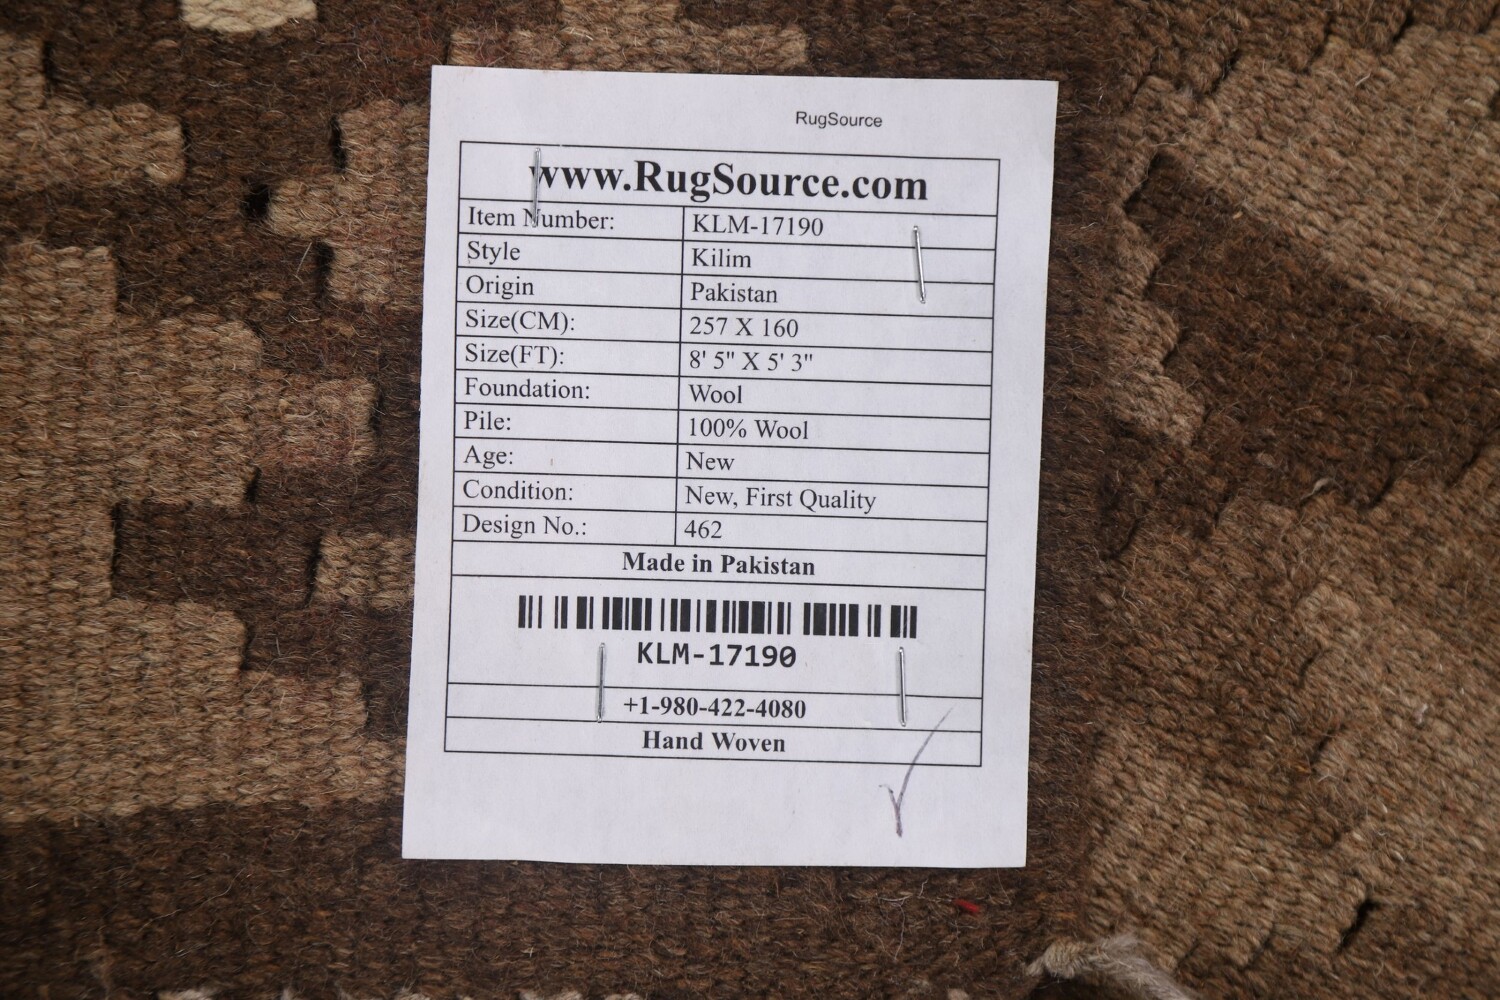 RugSource
www.RugSource.com
Item Number: KLM-17190
Style Kilim
Origin Pakistan
Size(CM): 257 X 160
Size(FT): 8' 5" X 5' 3"
Foundation: Wool
Pile: 100% Wool
Age: New
Condition: New, First Quality
Design No.: 462
Made in Pakistan
KLM-17190
+1-980-422-4080
Hand Woven